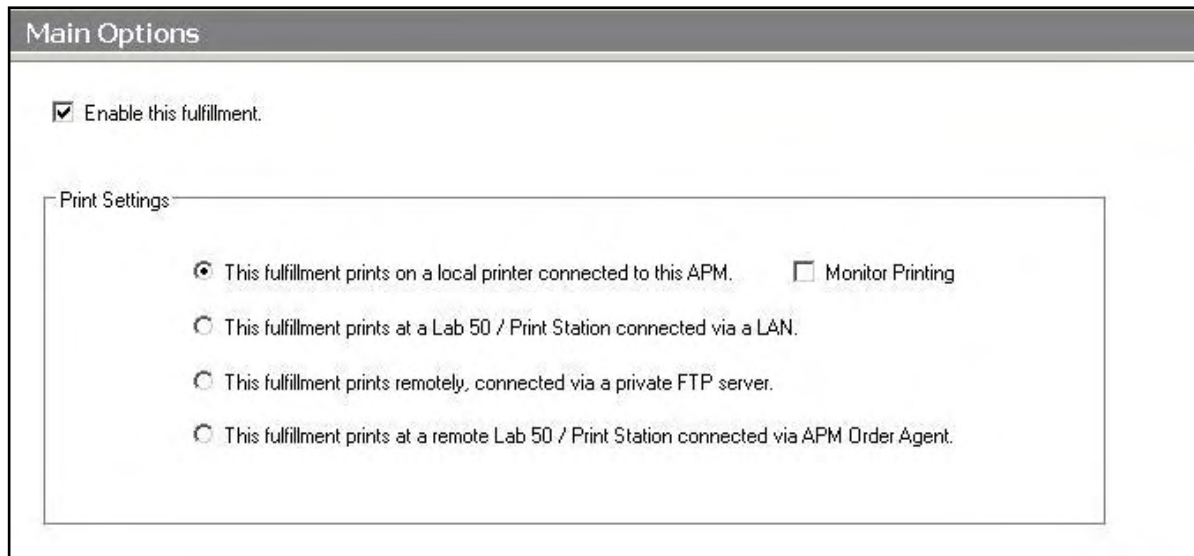 Main Options
Enable this fulfillment.
Print Settings
This fulfillment prints on a local printer connected to this APM. Monitor Printing
This fulfillment prints at a Lab 50 / Print Station connected via a LAN.
This fulfillment prints remotely, connected via a private FTP server.
This fulfillment prints at a remote Lab 50 / Print Station connected via APM Order Agent.